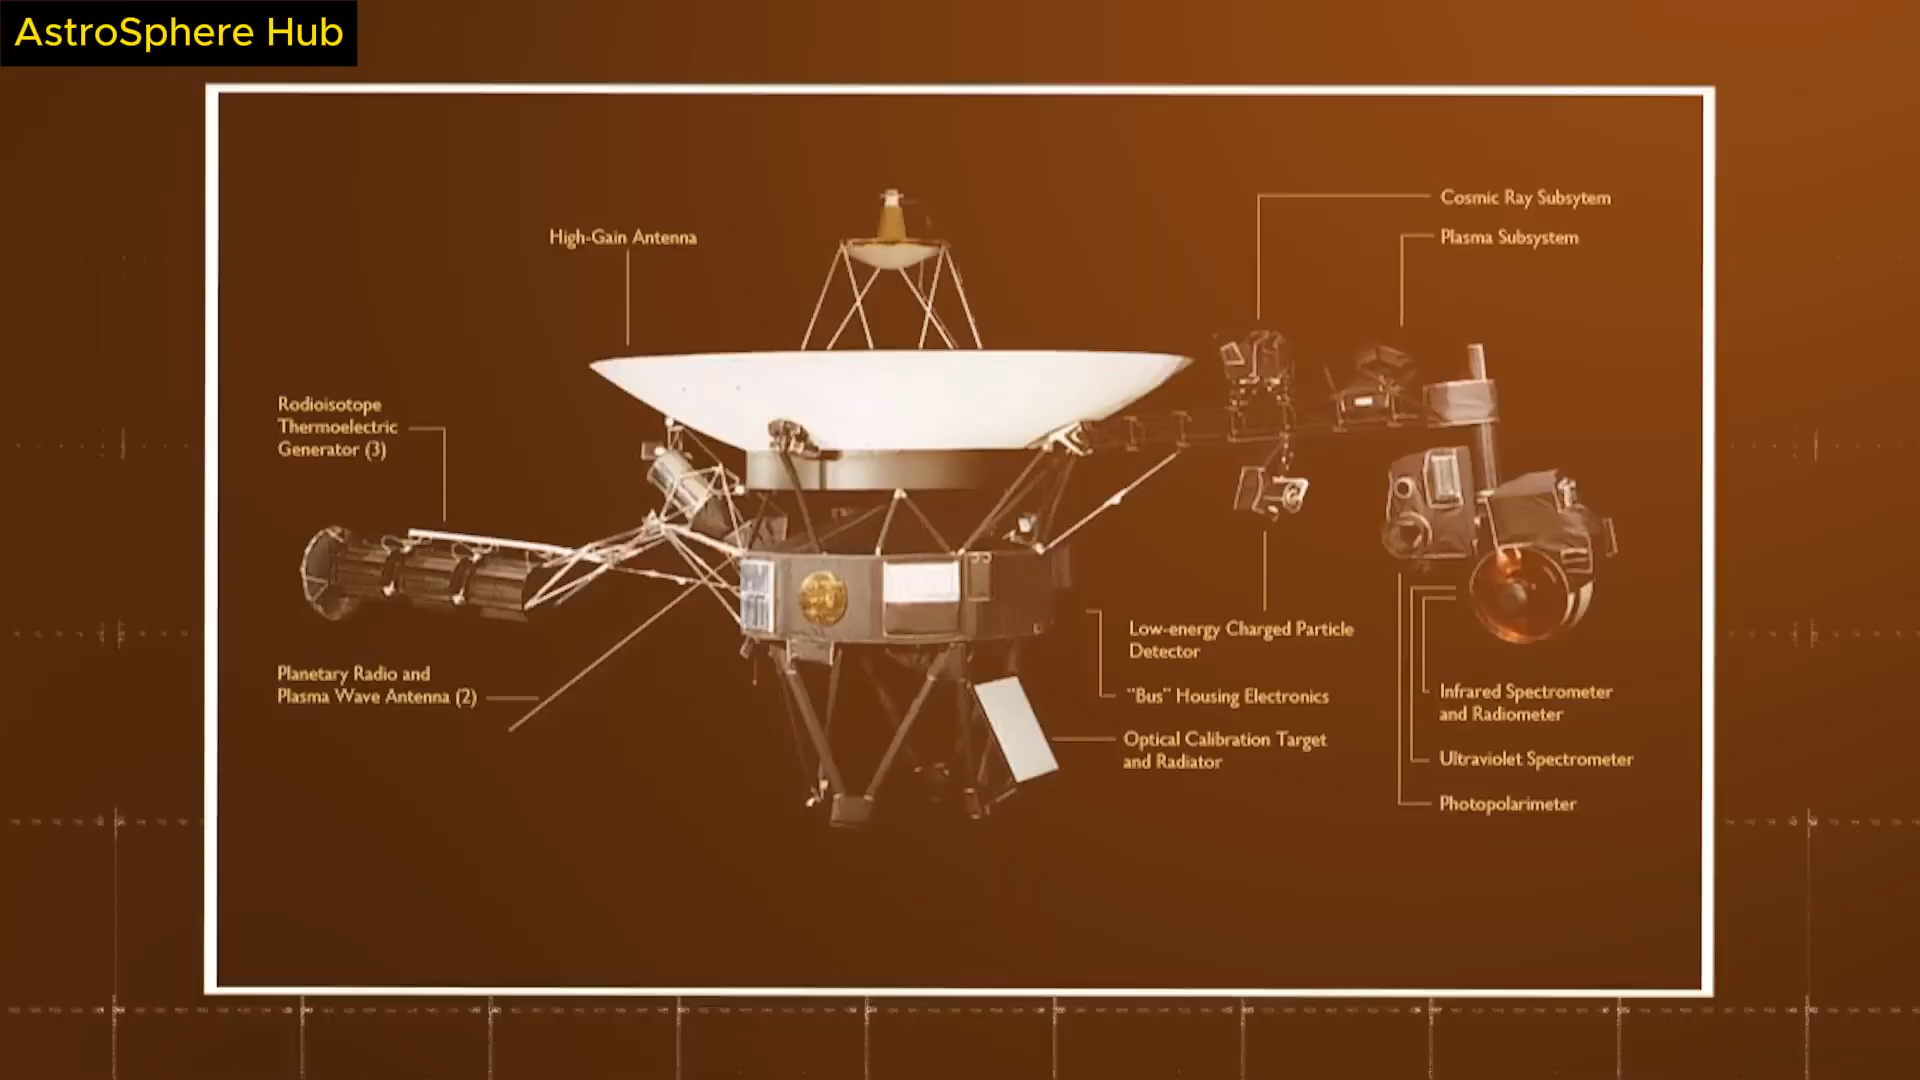 AstroSphere Hub
High-Gain Antenna
Cosmic Ray Subsytem
Plasma Subsystem
Rodioisotope
Thermoelectric
Generator (3)
Planetary Radio and
Plasma Wave Antenna (2)
Low-energy Charged Particle
Detector
"Bus" Housing Electronics
Optical Calibration Target
and Radiator
Infrared Spectrometer
and Radiometer
Ultraviolet Spectrometer
Photopolarimeter